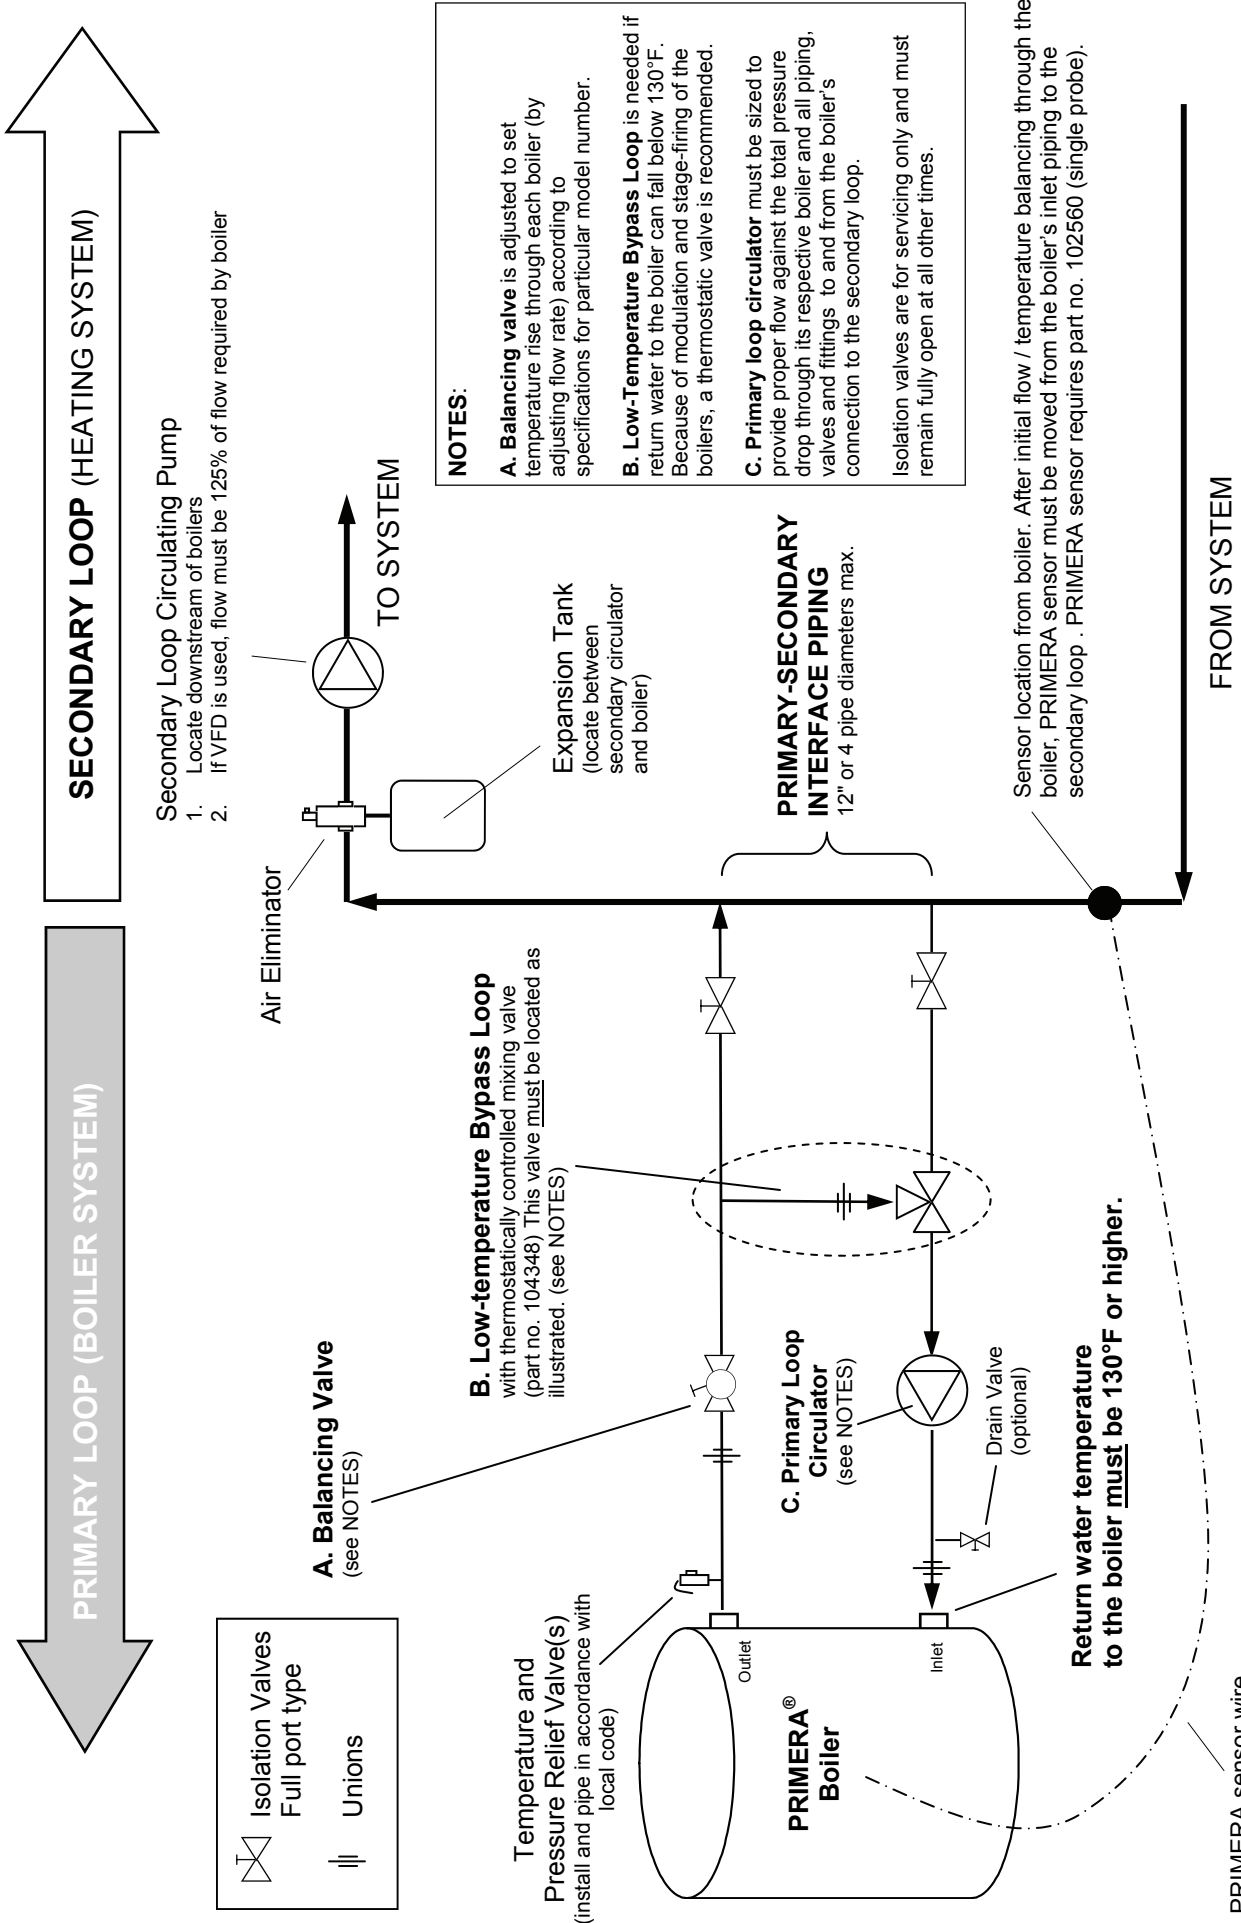 PRIMARY LOOP (BOILER SYSTEM)
SECONDARY LOOP (HEATING SYSTEM)
Isolation Valves
Full port type
Unions
A. Balancing Valve
(see NOTES)
Air Eliminator
Secondary Loop Circulating Pump
1. Locate downstream of boilers
2. If VFD is used, flow must be 125% of flow required by boiler
TO SYSTEM
Expansion Tank
(locate between
secondary circulator
and boiler)
B. Low-temperature Bypass Loop
with thermostatically controlled mixing valve
(part no. 104348) This valve must be located as
illustrated. (see NOTES)
Temperature and
Pressure Relief Valve(s)
(install and pipe in accordance with
local code)
Outlet
Inlet
PRIMERA®
Boiler
C. Primary Loop
Circulator
(see NOTES)
Drain Valve
(optional)
PRIMARY-SECONDARY
INTERFACE PIPING
12" or 4 pipe diameters max.
NOTES:
A. Balancing valve is adjusted to set
temperature rise through each boiler (by
adjusting flow rate) according to
specifications for particular model number.
B. Low-Temperature Bypass Loop is needed if
return water to the boiler can fall below 130°F.
Because of modulation and stage-firing of the
boilers, a thermostatic valve is recommended.
C. Primary loop circulator must be sized to
provide proper flow against the total pressure
drop through its respective boiler and all piping,
valves and fittings to and from the boiler's
connection to the secondary loop.
Isolation valves are for servicing only and must
remain fully open at all other times.
Return water temperature
to the boiler must be 130°F or higher.
Sensor location from boiler. After initial flow / temperature balancing through the
boiler, PRIMERA sensor must be moved from the boiler's inlet piping to the
secondary loop . PRIMERA sensor requires part no. 102560 (single probe).
FROM SYSTEM
PRIMERA sensor wire